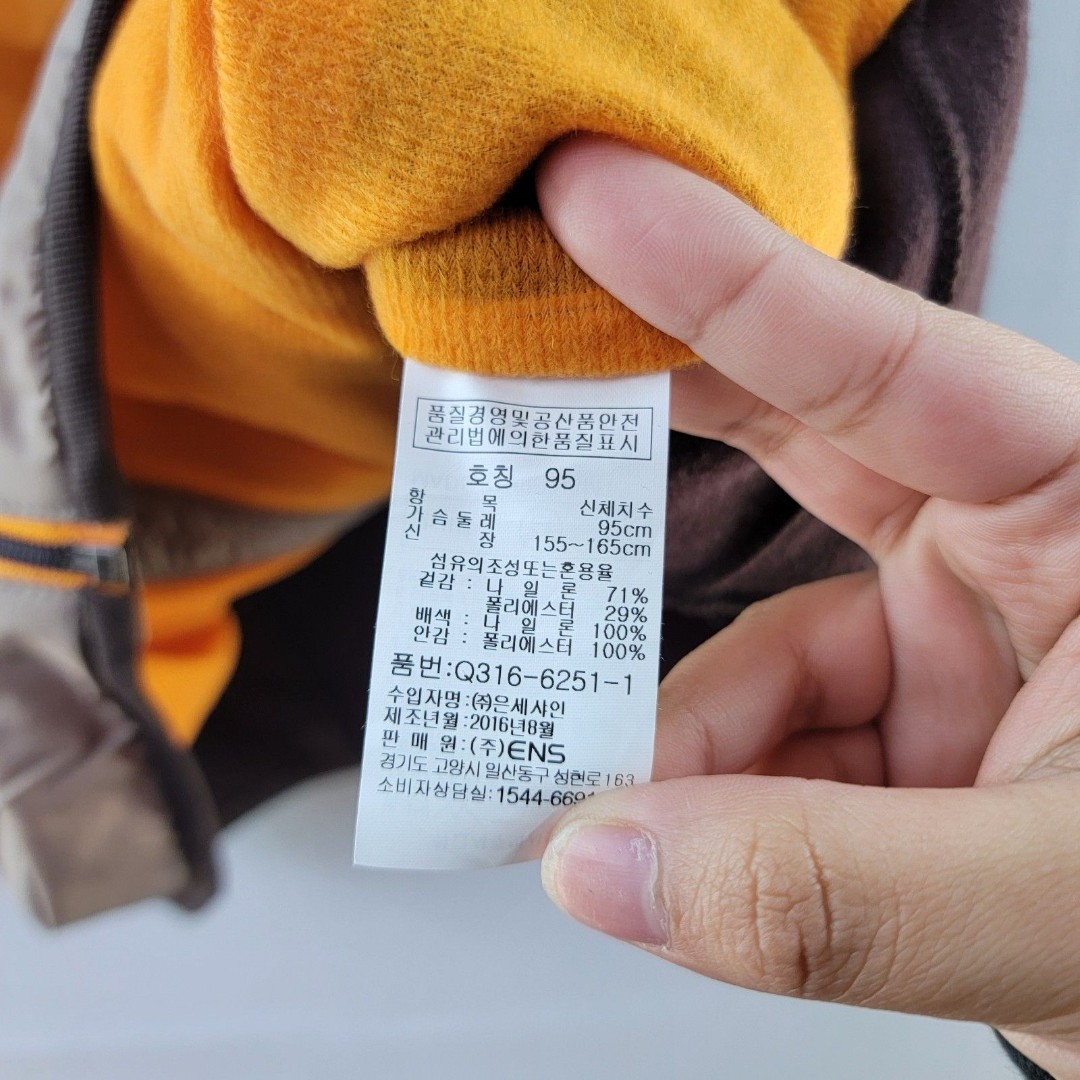 품질경영및공산품안전
관리법에의한품질표시
호칭 95
항 목 신체치수
가슴둘레 95cm
신 장 155~165cm
섬유의조성또는혼용율
겉감 : 나 일 론 71%
폴리에스터 29%
배색 : 나 일 론 100%
안감 : 폴리에스터 100%
품번:Q316-6251-1
수입자명:㈜은세샤인
제조년월:2016년8월
판 매 원:(주)ENS
경기도 고양시 일산동구 성현로163
소비자상담실: